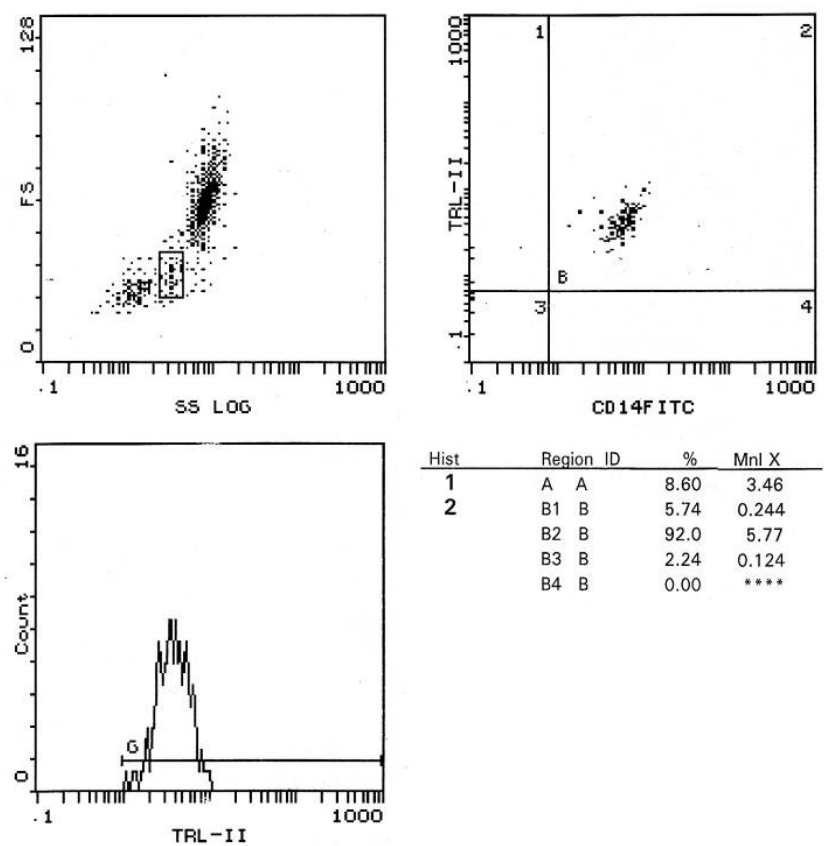 128
FS
0
.1
1000
SS LOG
1000
TRL-II
.1
1
2
B
3
4
.1
1000
CD14FITC
16
Count
0
G
.1
1000
TRL-II
Hist Region ID % Mnl X
1 A A 8.60 3.46
2 B1 B 5.74 0.244
B2 B 92.0 5.77
B3 B 2.24 0.124
B4 B 0.00 ****